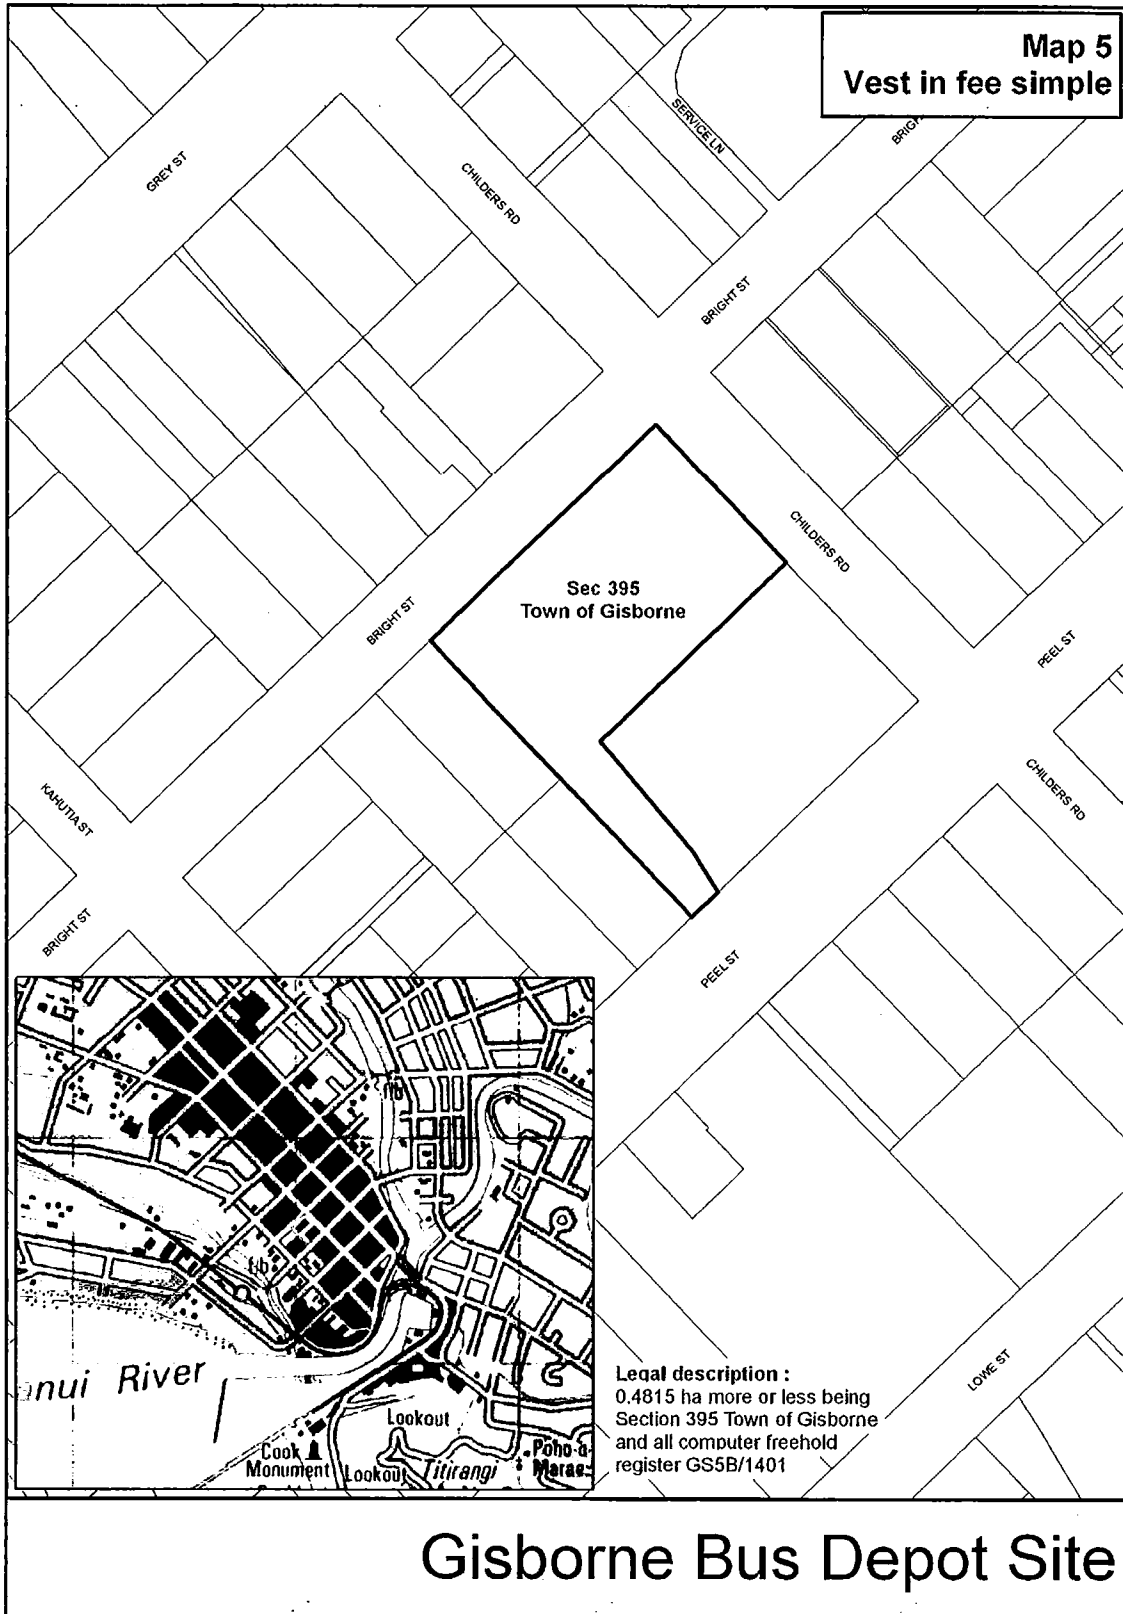 Map 5
Vest in fee simple
GREY ST
CHILDERS RD
SERVICE LN
BRIGHT ST
BRIGHT ST
CHILDERS RD
Sec 395
Town of Gisborne
BRIGHT ST
PEEL ST
KAHUTIA ST
CHILDERS RD
BRIGHT ST
PEEL ST
LOWE ST
nui River
Lookout
Cook
Monument
Lookout
Titirangi
Poho-a-
Marae
Legal description :
0.4815 ha more or less being
Section 395 Town of Gisborne
and all computer freehold
register GS5B/1401
Gisborne Bus Depot Site